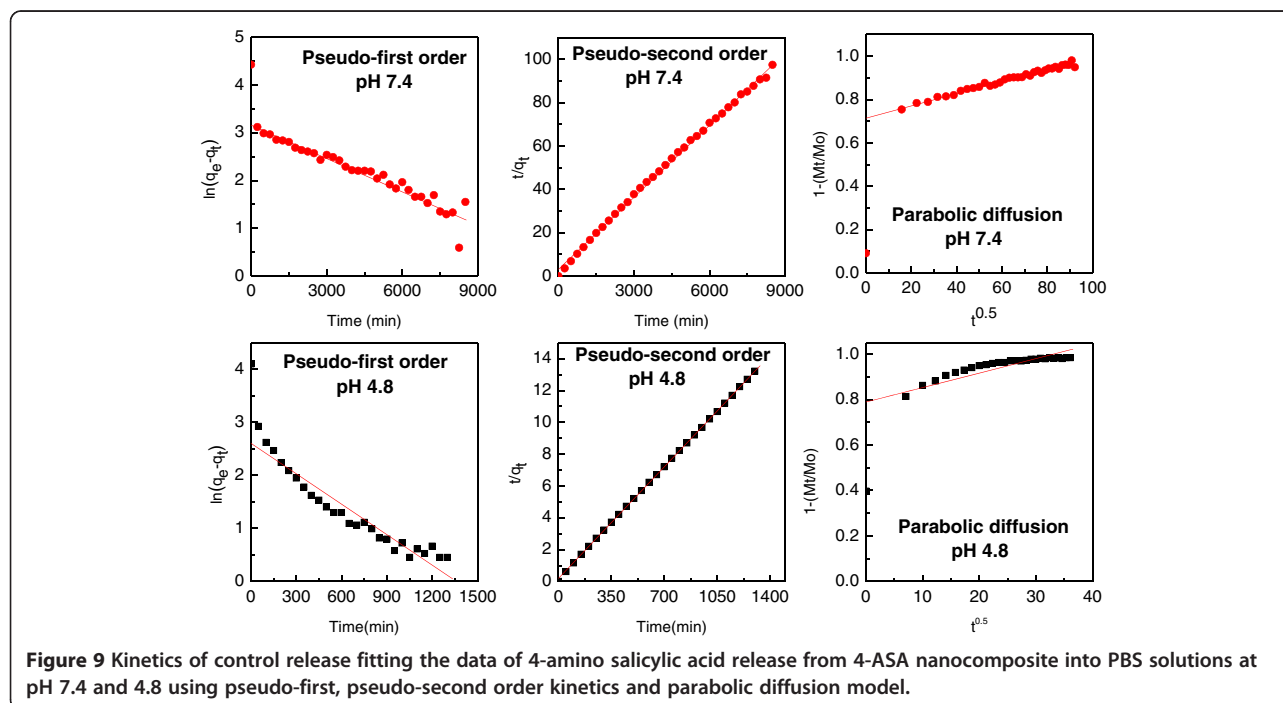 Pseudo-first order
pH 7.4
ln(qe-qt)
5
4
3
2
1
0
0 3000 6000 9000
Time (min)
Pseudo-second order
pH 7.4
t/qt
100
80
60
40
20
0
0 3000 6000 9000
Time (min)
Parabolic diffusion
pH 7.4
1-(Mt/Mo)
1.0
0.8
0.6
0.4
0.2
0.0
0 20 40 60 80 100
t0.5
Pseudo-first order
pH 4.8
ln(qe-qt)
4
3
2
1
0
0 300 600 900 1200 1500
Time(min)
Pseudo-second order
pH 4.8
t/qt
14
12
10
8
6
4
2
0
0 350 700 1050 1400
Time(min)
Parabolic diffusion
pH 4.8
1-(Mt/Mo)
1.0
0.8
0.6
0.4
0.2
0.0
0 10 20 30 40
t0.5
Figure 9 Kinetics of control release fitting the data of 4-amino salicylic acid release from 4-ASA nanocomposite into PBS solutions at
pH 7.4 and 4.8 using pseudo-first, pseudo-second order kinetics and parabolic diffusion model.